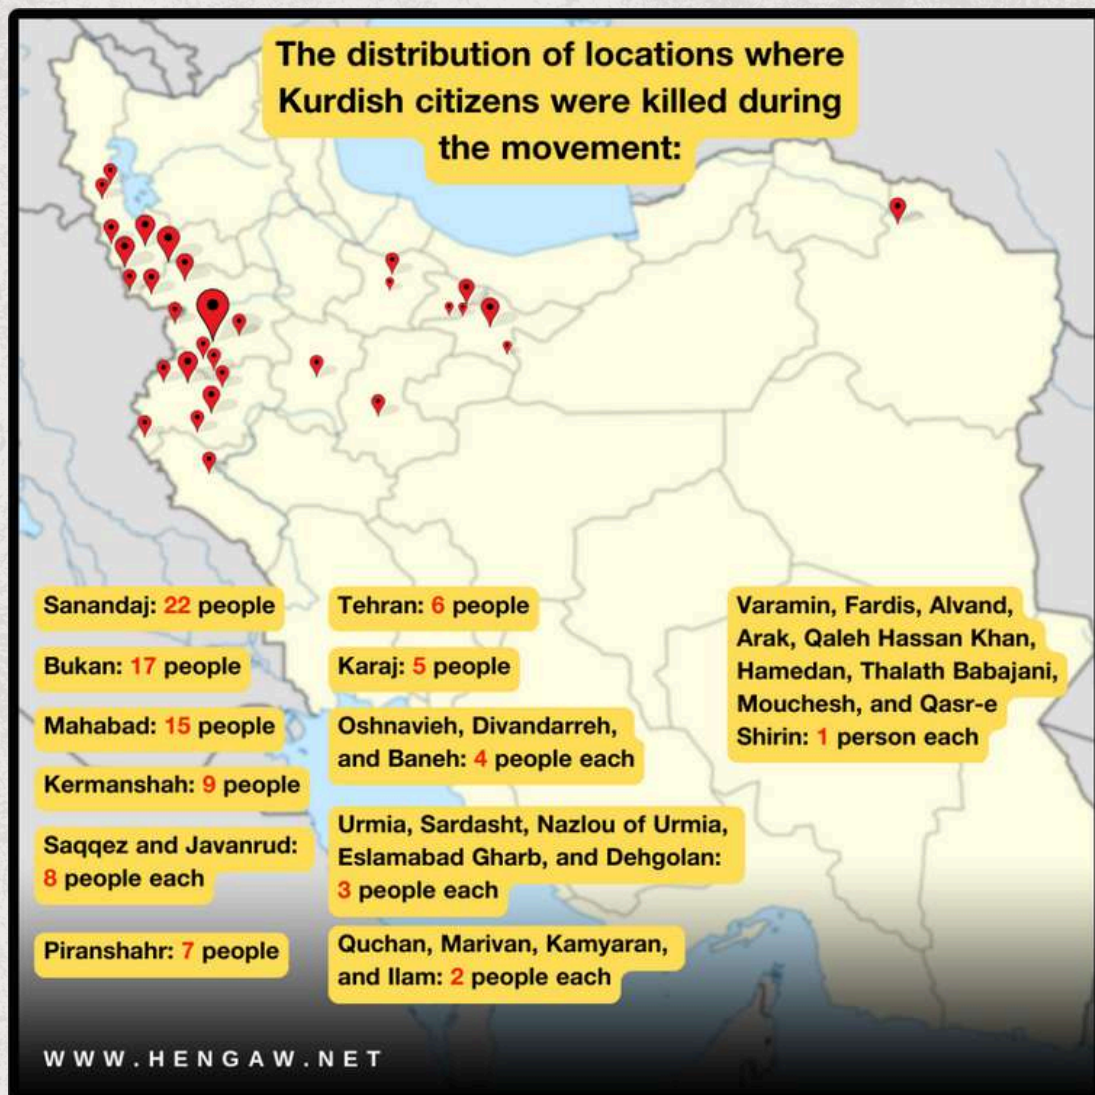 The distribution of locations where
Kurdish citizens were killed during
the movement:
Sanandaj: 22 people
Bukan: 17 people
Mahabad: 15 people
Kermanshah: 9 people
Saqqez and Javanrud:
8 people each
Piranshahr: 7 people
Tehran: 6 people
Karaj: 5 people
Oshnavieh, Divandarreh,
and Baneh: 4 people each
Urmia, Sardasht, Nazlou of Urmia,
Eslamabad Gharb, and Dehgolan:
3 people each
Quchan, Marivan, Kamyaran,
and Ilam: 2 people each
Varamin, Fardis, Alvand,
Arak, Qaleh Hassan Khan,
Hamedan, Thalath Babajani,
Mouchesh, and Qasr-e
Shirin: 1 person each
WWW.HENGAW.NET